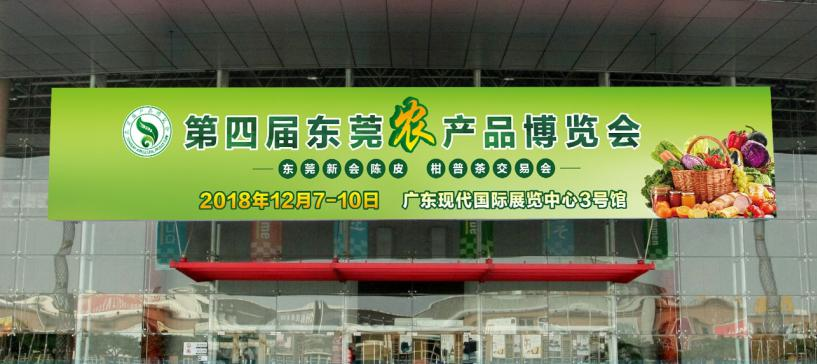 第四届东莞农产品博览会
东莞新会陈皮 柑普茶交易会
2018年12月7-10日 广东现代国际展览中心3号馆